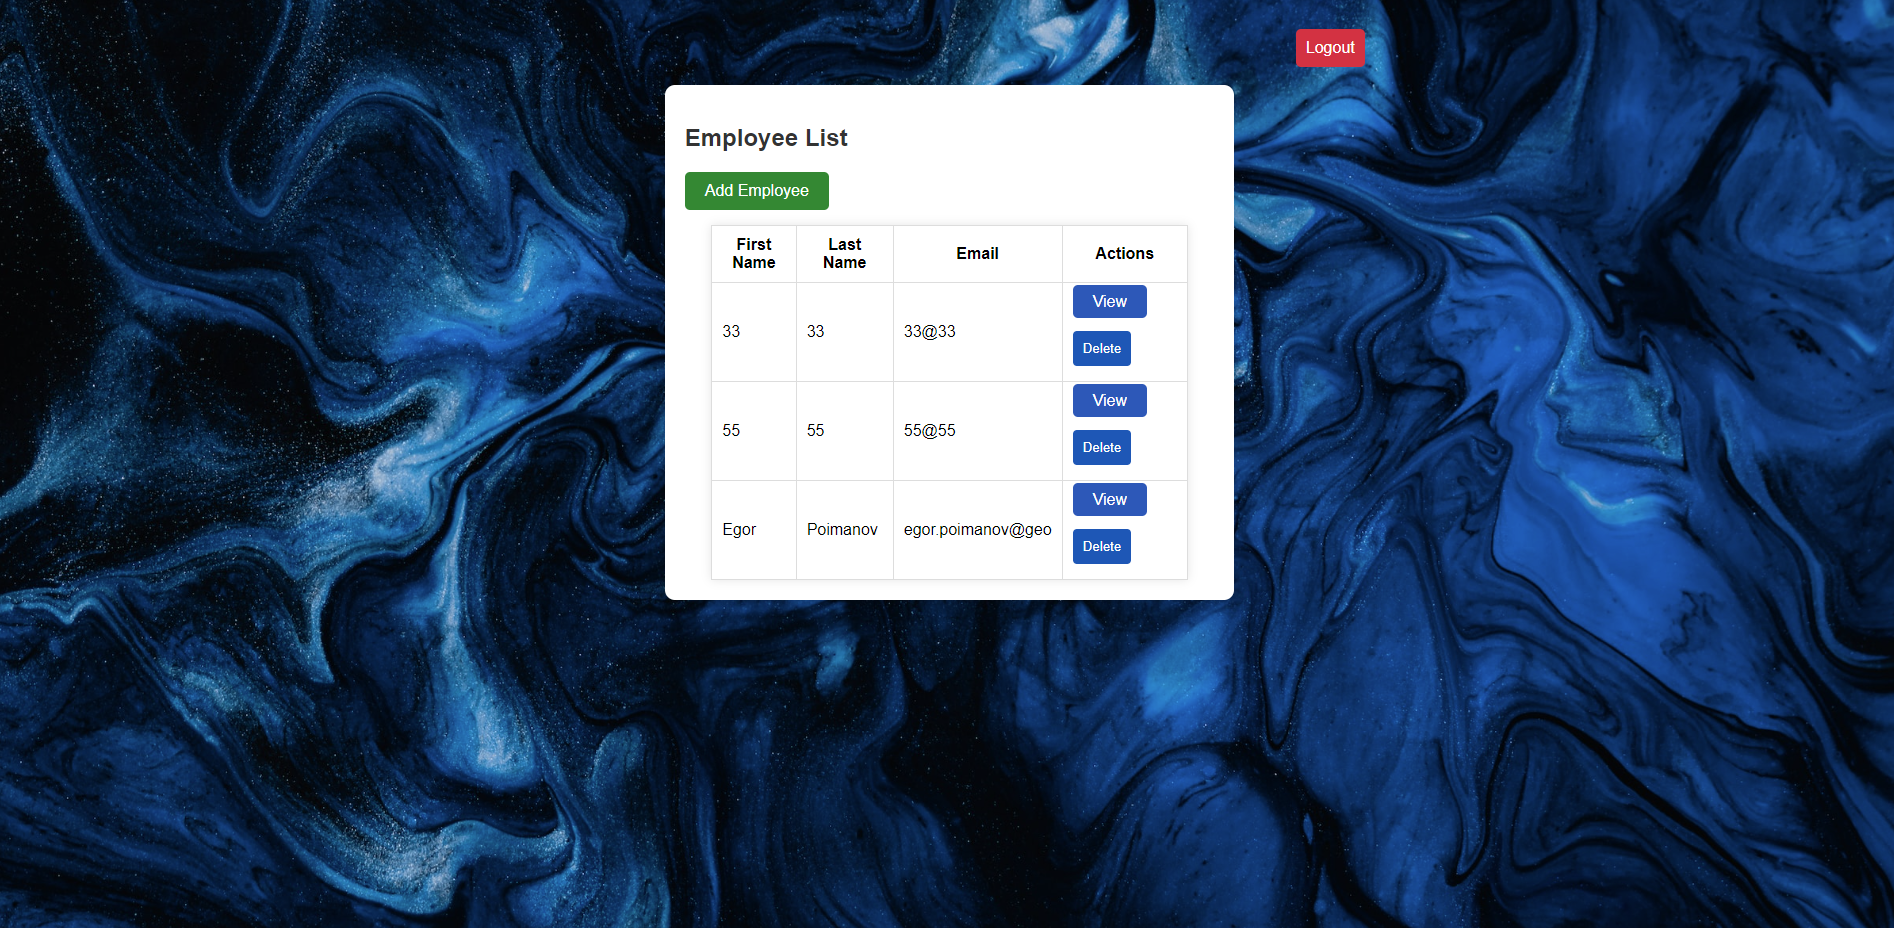 Logout
Employee List
Add Employee
First Name Last Name Email Actions
33 33 33@33 View
Delete
55 55 55@55 View
Delete
Egor Poimanov egor.poimanov@geo View
Delete